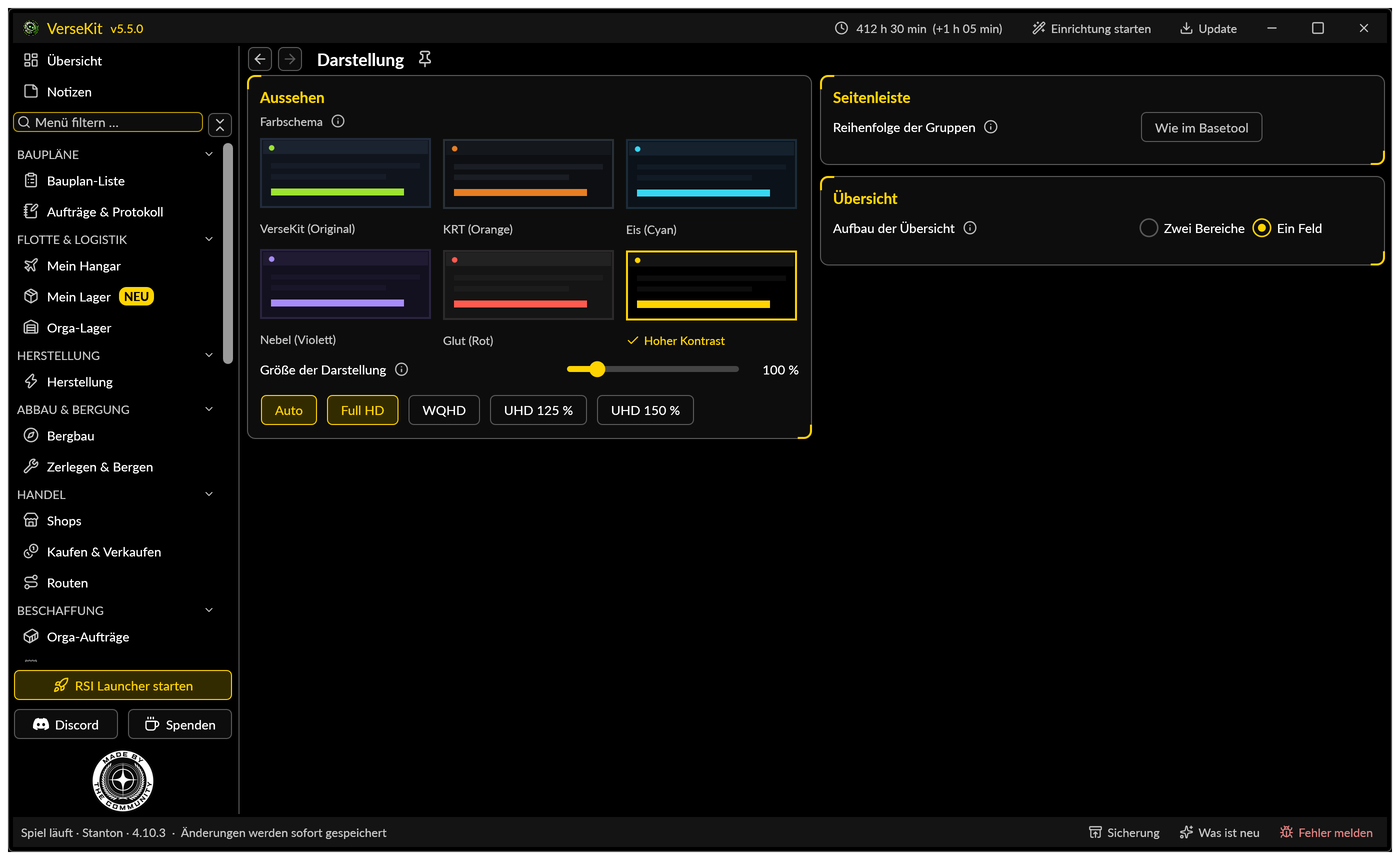 VerseKit v5.5.0
412 h 30 min (+1 h 05 min)
Einrichtung starten
Update
Übersicht
Notizen
Menü filtern ...
BAUPLÄNE
Bauplan-Liste
Aufträge & Protokoll
FLOTTE & LOGISTIK
Mein Hangar
Mein Lager NEU
Orga-Lager
HERSTELLUNG
Herstellung
ABBAU & BERGUNG
Bergbau
Zerlegen & Bergen
HANDEL
Shops
Kaufen & Verkaufen
Routen
BESCHAFFUNG
Orga-Aufträge
RSI Launcher starten
Discord
Spenden
MADE BY
THE COMMUNITY
Darstellung
Aussehen
Farbschema
VerseKit (Original)
KRT (Orange)
Eis (Cyan)
Nebel (Violett)
Glut (Rot)
Hoher Kontrast
Größe der Darstellung
100 %
Auto
Full HD
WQHD
UHD 125 %
UHD 150 %
Seitenleiste
Reihenfolge der Gruppen
Wie im Basetool
Übersicht
Aufbau der Übersicht
Zwei Bereiche
Ein Feld
Spiel läuft · Stanton · 4.10.3 · Änderungen werden sofort gespeichert
Sicherung
Was ist neu
Fehler melden